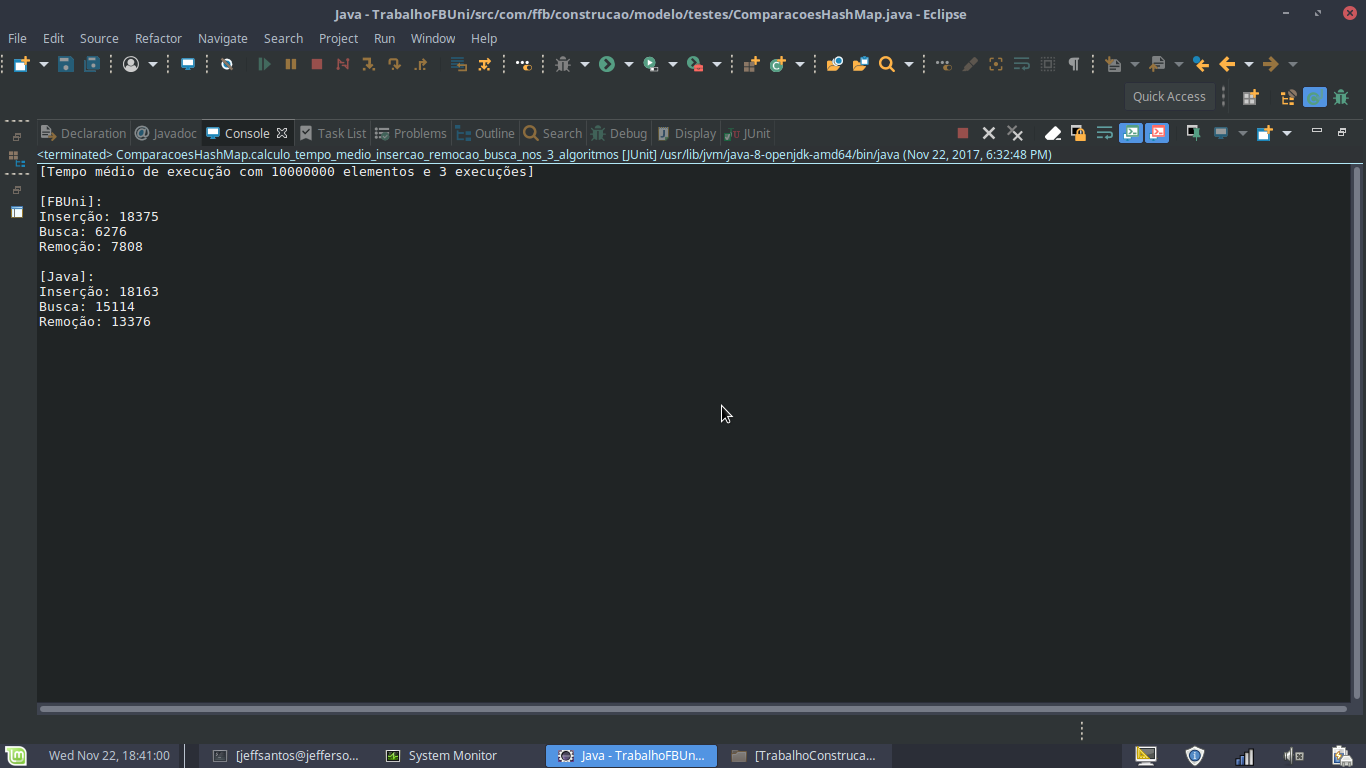 Java - TrabalhoFBUni/src/com/ffb/construcao/modelo/testes/ComparacoesHashMap.java - Eclipse
File Edit Source Refactor Navigate Search Project Run Window Help
Quick Access
Declaration @ Javadoc Console Task List Problems Outline Search Debug Display JUnit
<terminated> ComparacoesHashMap.calculo_tempo_medio_insercao_remocao_busca_nos_3_algoritmos [JUnit] /usr/lib/jvm/java-8-openjdk-amd64/bin/java (Nov 22, 2017, 6:32:48 PM)
[Tempo médio de execução com 10000000 elementos e 3 execuções]
[FBUni]:
Inserção: 18375
Busca: 6276
Remoção: 7808
[Java]:
Inserção: 18163
Busca: 15114
Remoção: 13376
Wed Nov 22, 18:41:00 [jeffsantos@jefferso... System Monitor Java - TrabalhoFBUn... [TrabalhoConstruca...